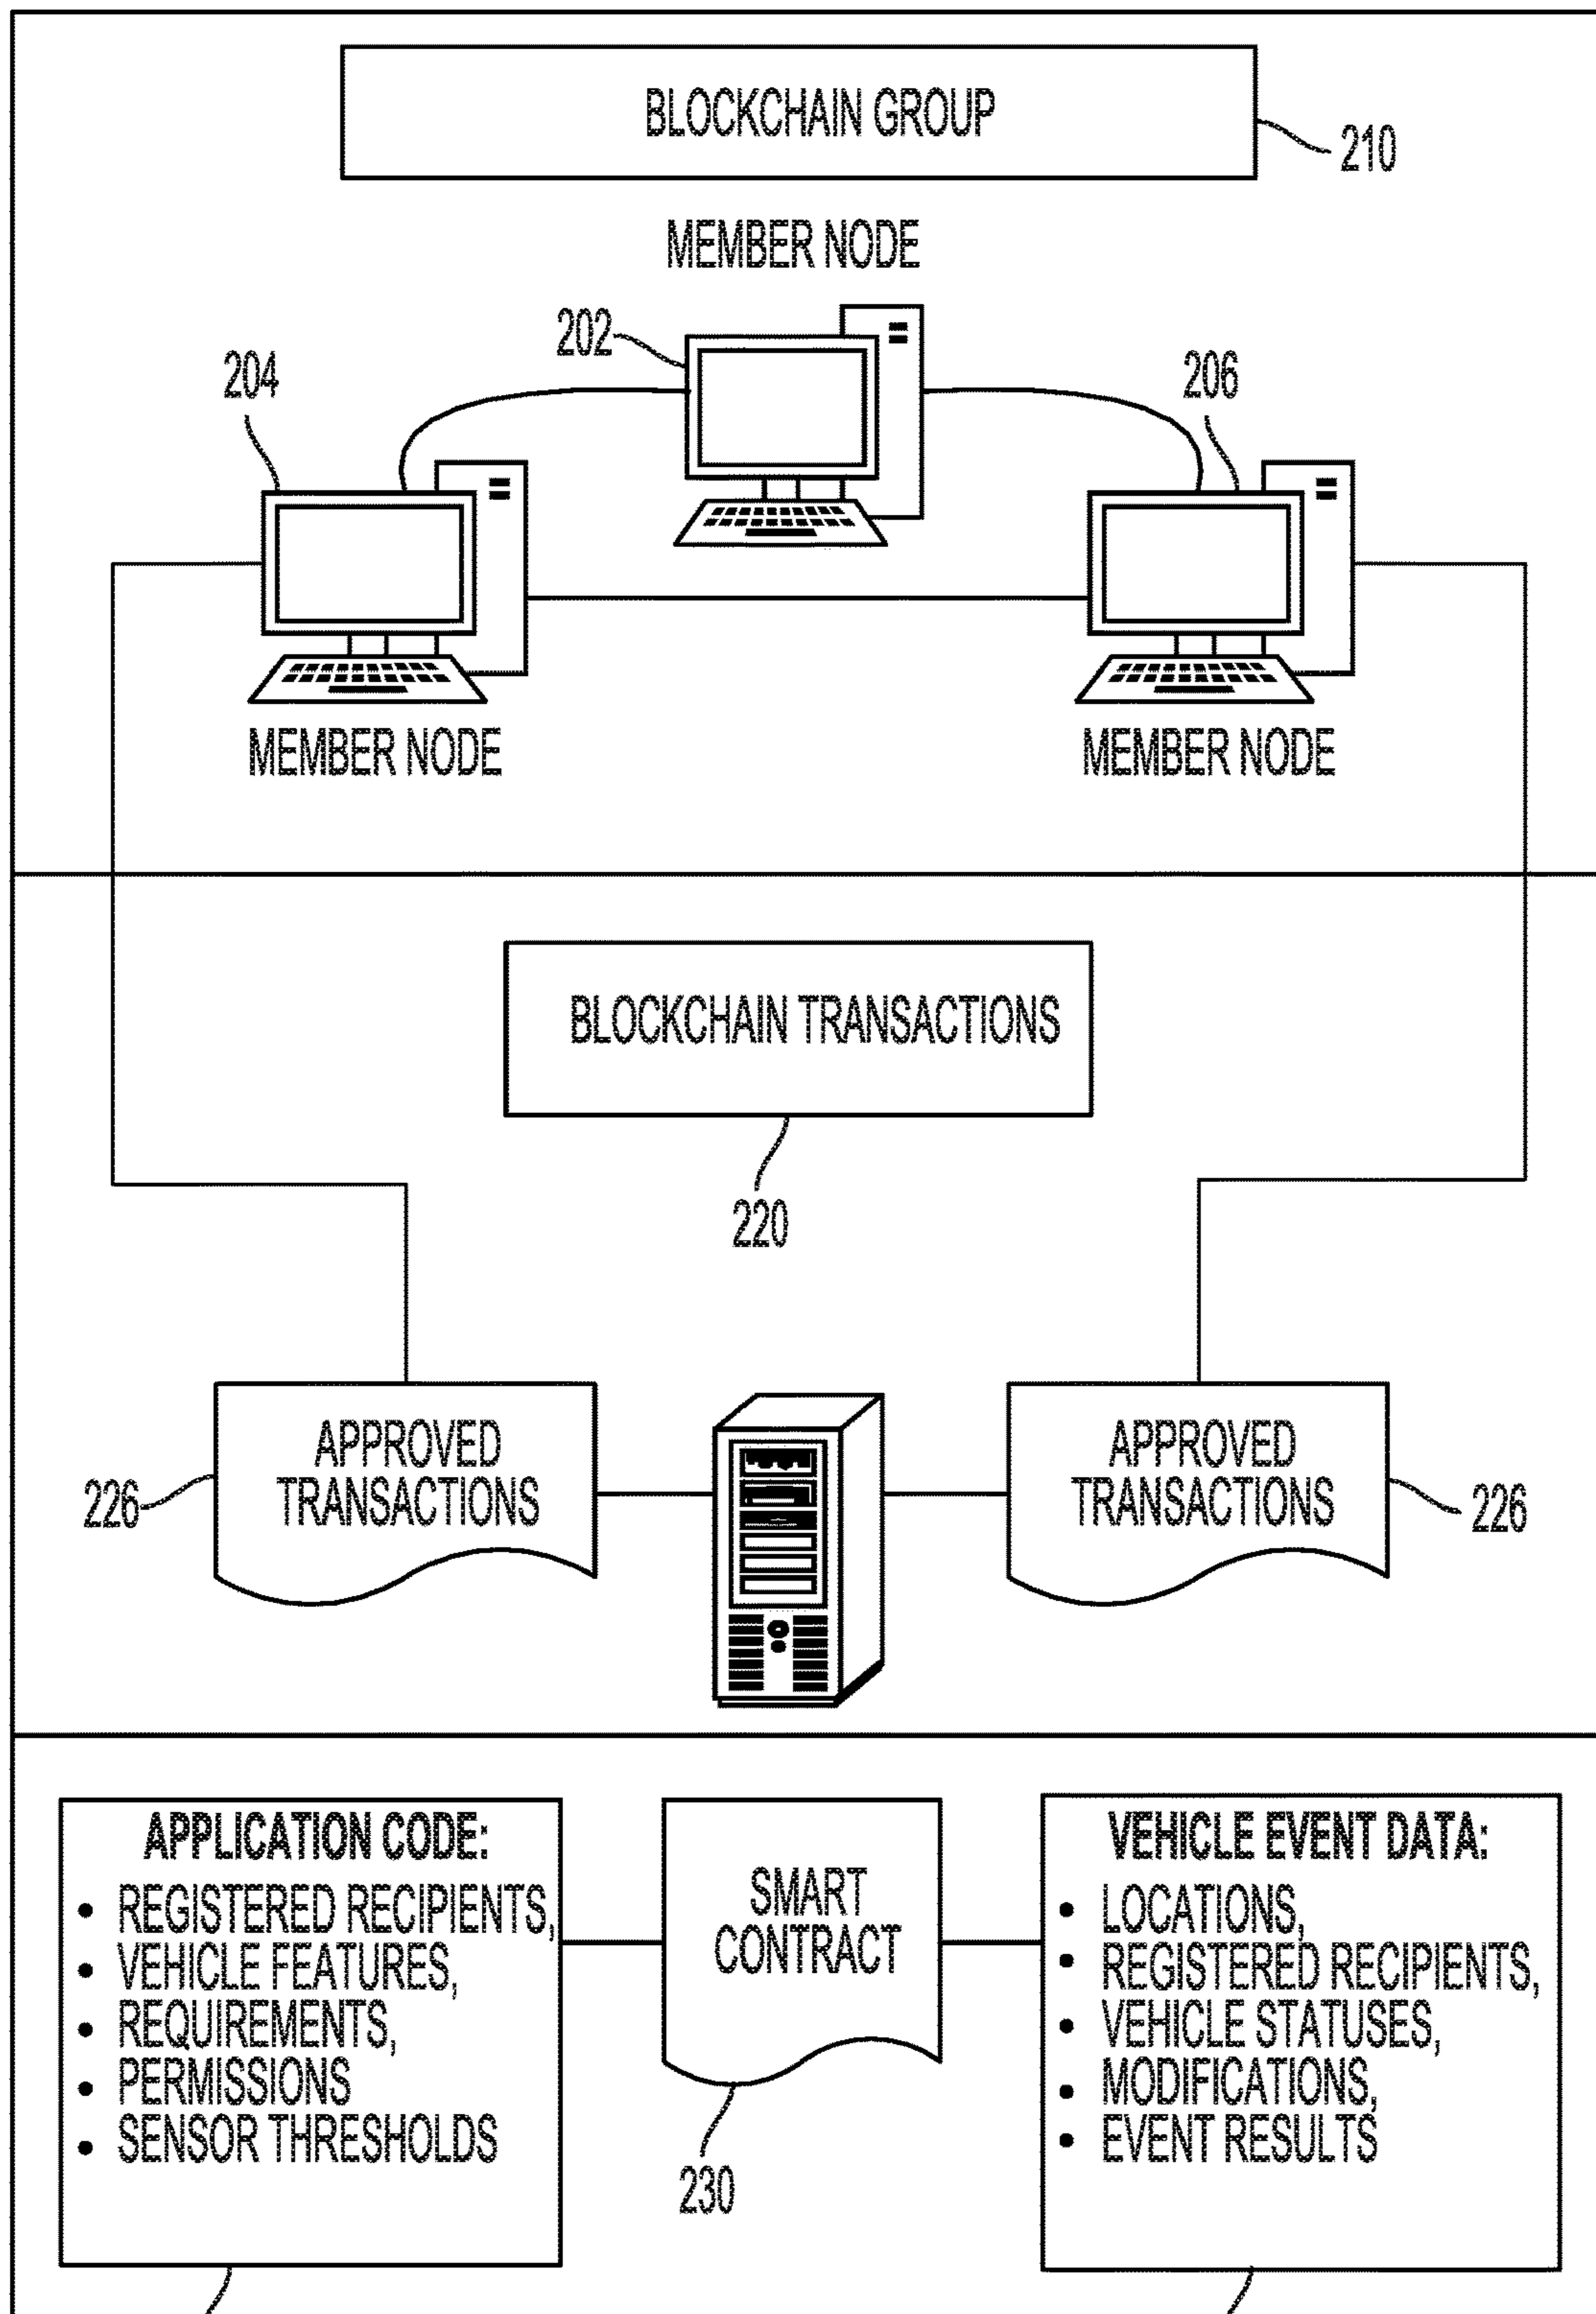 BLOCKCHAIN GROUP
210
MEMBER NODE
202
204
206
MEMBER NODE
MEMBER NODE
BLOCKCHAIN TRANSACTIONS
220
APPROVED
TRANSACTIONS
226
APPROVED
TRANSACTIONS
226
APPLICATION CODE:
• REGISTERED RECIPIENTS,
• VEHICLE FEATURES,
• REQUIREMENTS,
• PERMISSIONS
• SENSOR THRESHOLDS
SMART
CONTRACT
230
VEHICLE EVENT DATA:
• LOCATIONS,
• REGISTERED RECIPIENTS,
• VEHICLE STATUSES,
• MODIFICATIONS,
• EVENT RESULTS